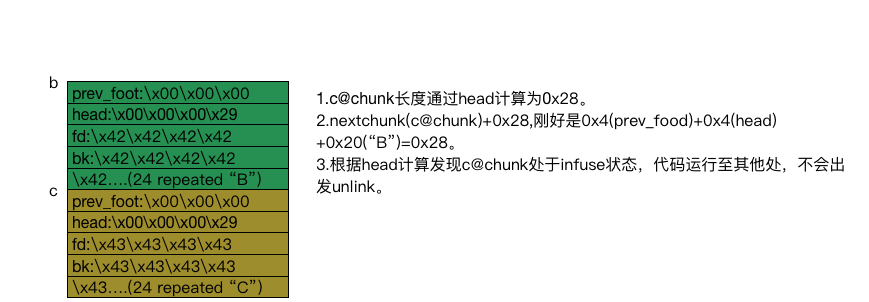 b
prev_foot:\x00\x00\x00
head:\x00\x00\x00\x29
fd:\x42\x42\x42\x42
bk:\x42\x42\x42\x42
\x42....(24 repeated “B”)
c
prev_foot:\x00\x00\x00
head:\x00\x00\x00\x29
fd:\x43\x43\x43\x43
bk:\x43\x43\x43\x43
\x43....(24 repeated “C”)
1.c@chunk长度通过head计算为0x28。
2.nextchunk(c@chunk)+0x28,刚好是0x4(prev_food)+0x4(head)
+0x20(“B”)=0x28。
3.根据head计算发现c@chunk处于infuse状态，代码运行至其他处，不会出
发unlink。